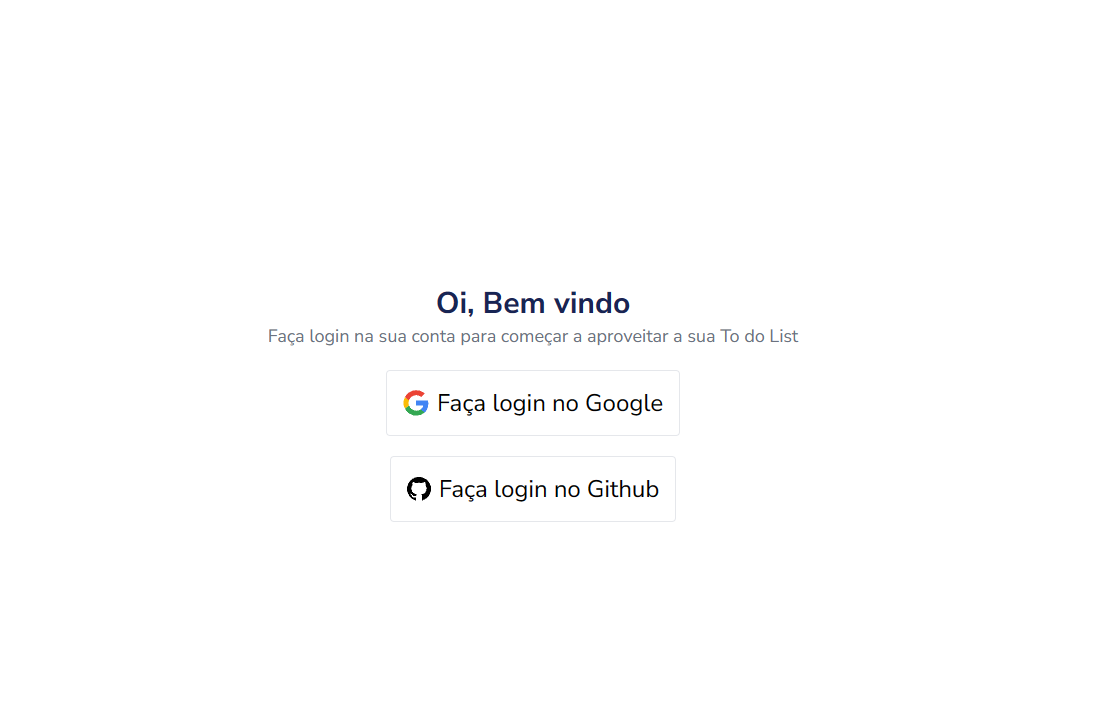 Oi, Bem vindo
Faça login na sua conta para começar a aproveitar a sua To do List
Faça login no Google
Faça login no Github